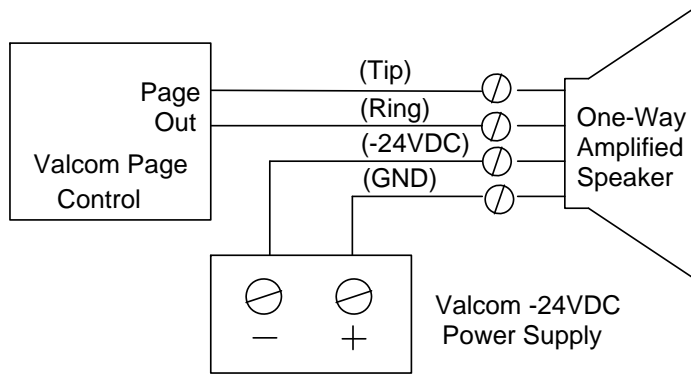 (Tip)
Page
Out
(Ring)
Valcom Page
Control
(-24VDC)
(GND)
One-Way
Amplified
Speaker
Valcom -24VDC
Power Supply
— +